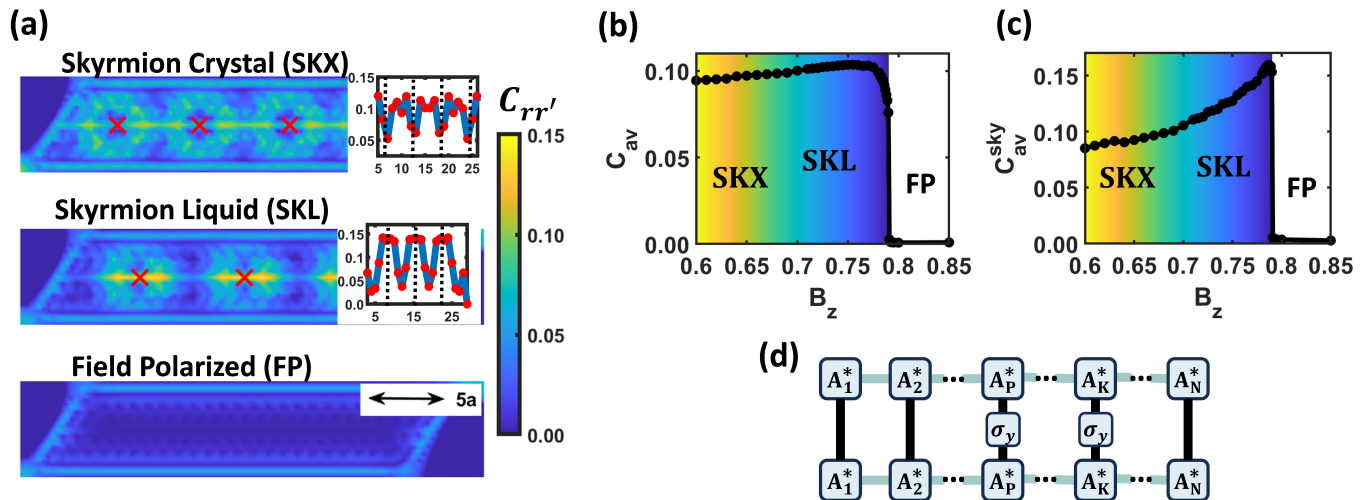 (a)
Skyrmion Crystal (SKX)
0.15
0.10
0.05
5 10 15 20 25
C_{rr'}
0.15
0.10
0.05
0.00
Skyrmion Liquid (SKL)
0.15
0.10
0.05
0.0
5 15 25
Field Polarized (FP)
5a
(b)
0.10
0.05
0.00
C_{av}
SKX
SKL
FP
0.6 0.65 0.7 0.75 0.8 0.85
B_z
(c)
0.15
0.10
0.05
0.00
C_{av}^{sky}
SKX
SKL
FP
0.6 0.65 0.7 0.75 0.8 0.85
B_z
(d)
A_1^* A_2^* ... A_P^* ... A_K^* ... A_N^*
σ_y σ_y
A_1^* A_2^* ... A_P^* ... A_K^* ... A_N^*